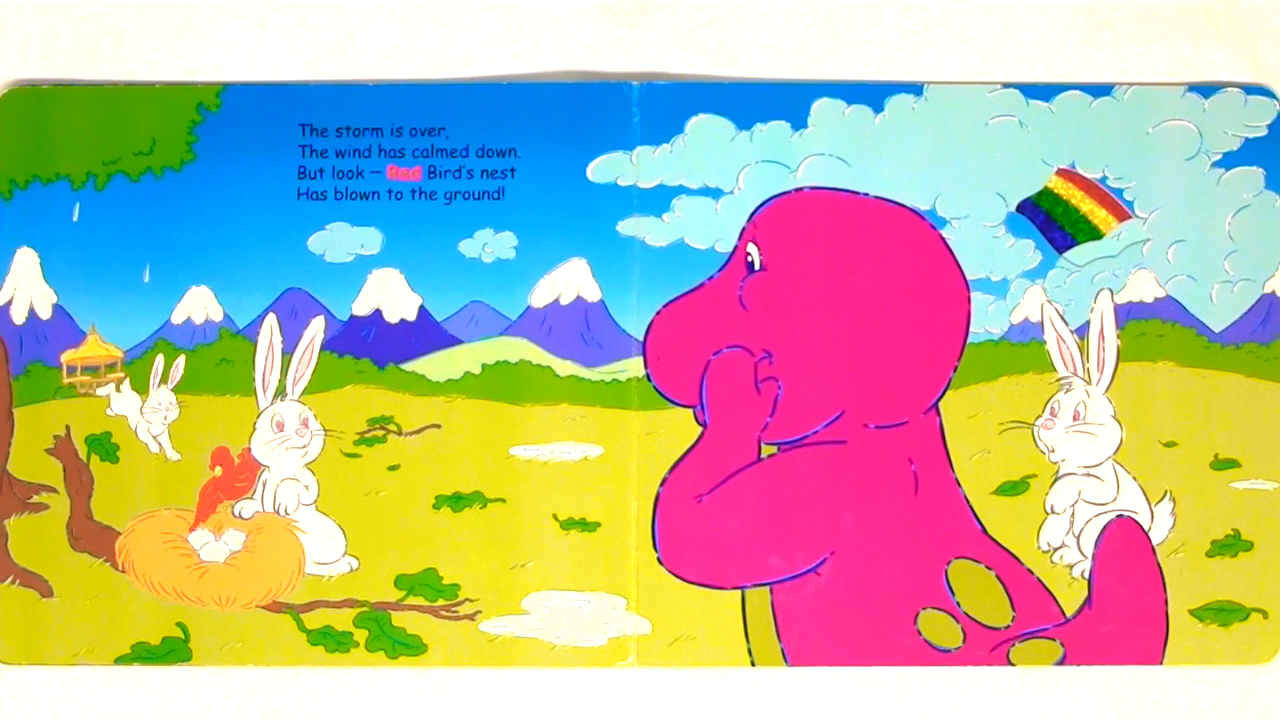 The storm is over,
The wind has calmed down.
But look – Red Bird's nest
Has blown to the ground!